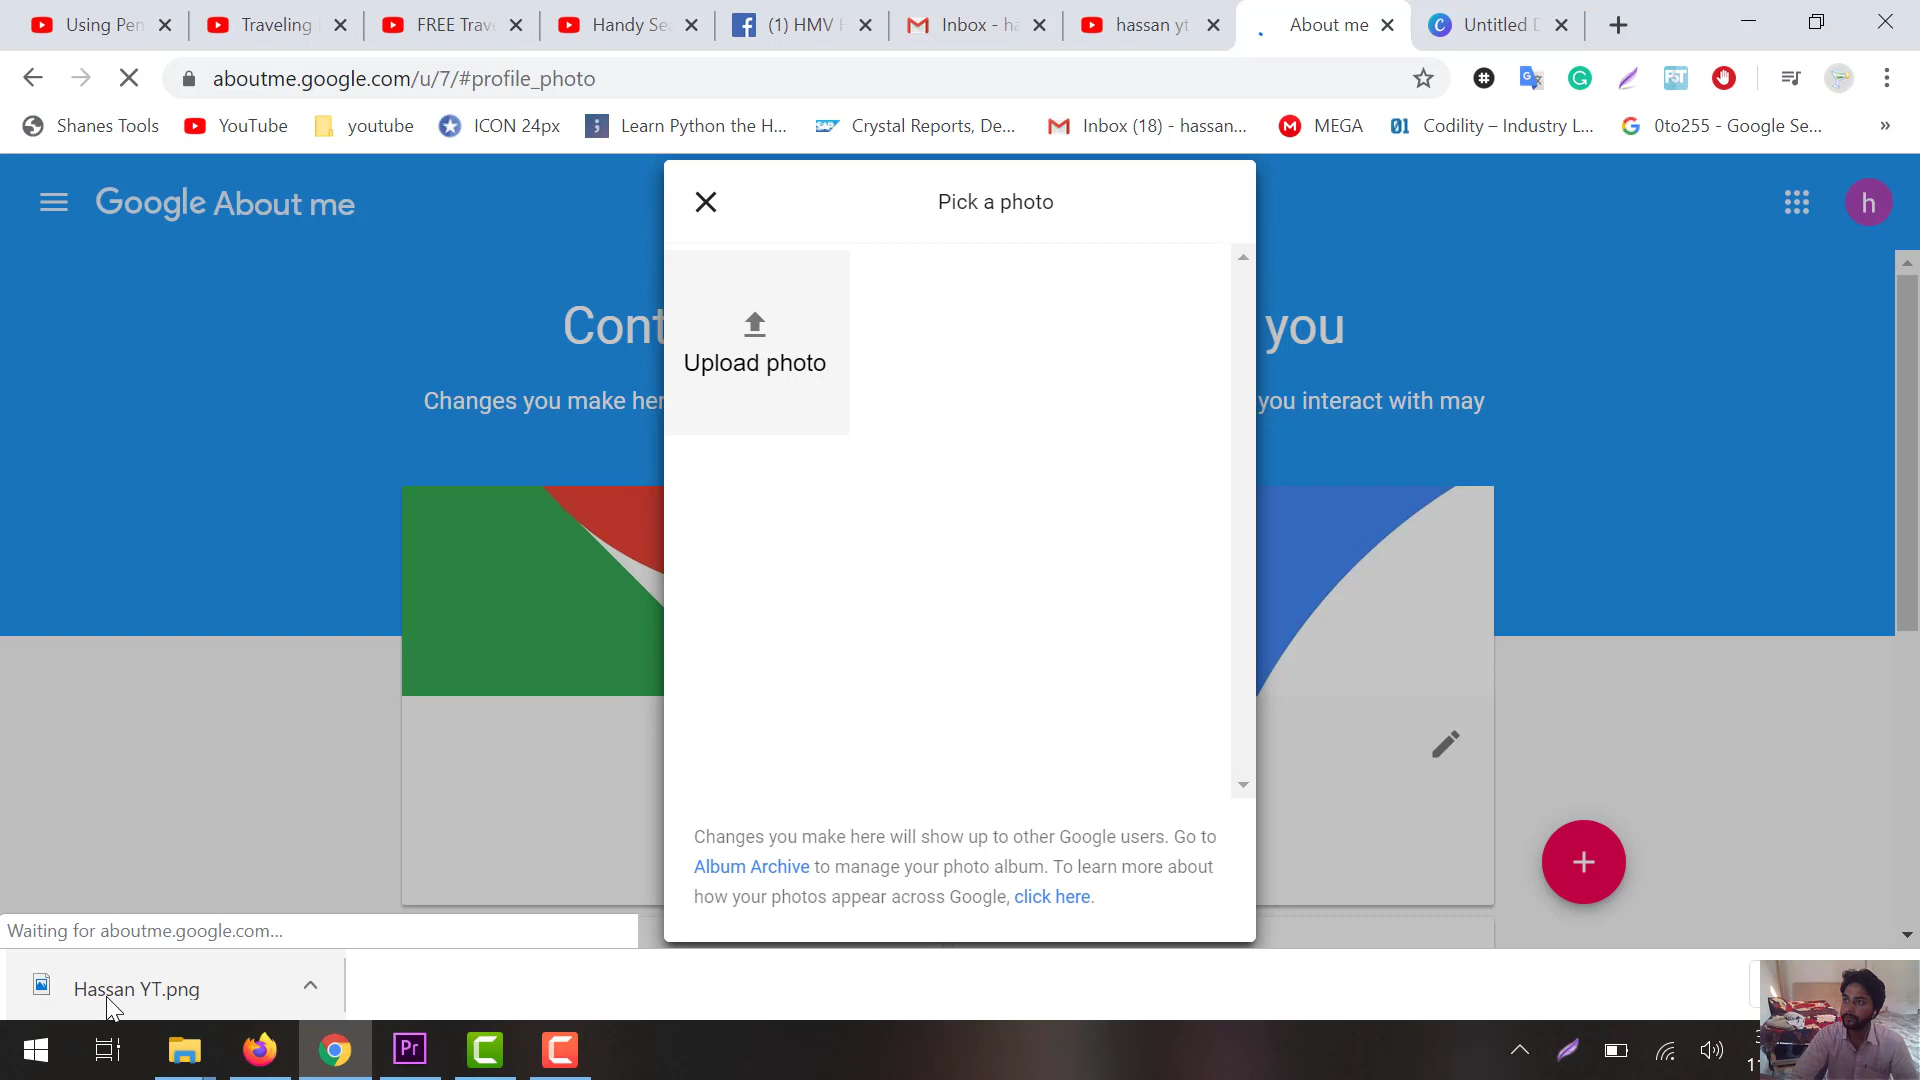 Using Pen
Traveling
FREE Trav
Handy Se
(1) HMV H
Inbox - ha
hassan yt
About me
Untitled D
aboutme.google.com/u/7/#profile_photo
Shanes Tools
YouTube
youtube
ICON 24px
Learn Python the H...
Crystal Reports, De...
Inbox (18) - hassan...
MEGA
Codility – Industry L...
0to255 - Google Se...
»
Google About me
h
Pick a photo
Upload photo
Cont
you
Changes you make her
you interact with may
Changes you make here will show up to other Google users. Go to
Album Archive to manage your photo album. To learn more about
how your photos appear across Google, click here.
Waiting for aboutme.google.com...
Hassan YT.png
Pr